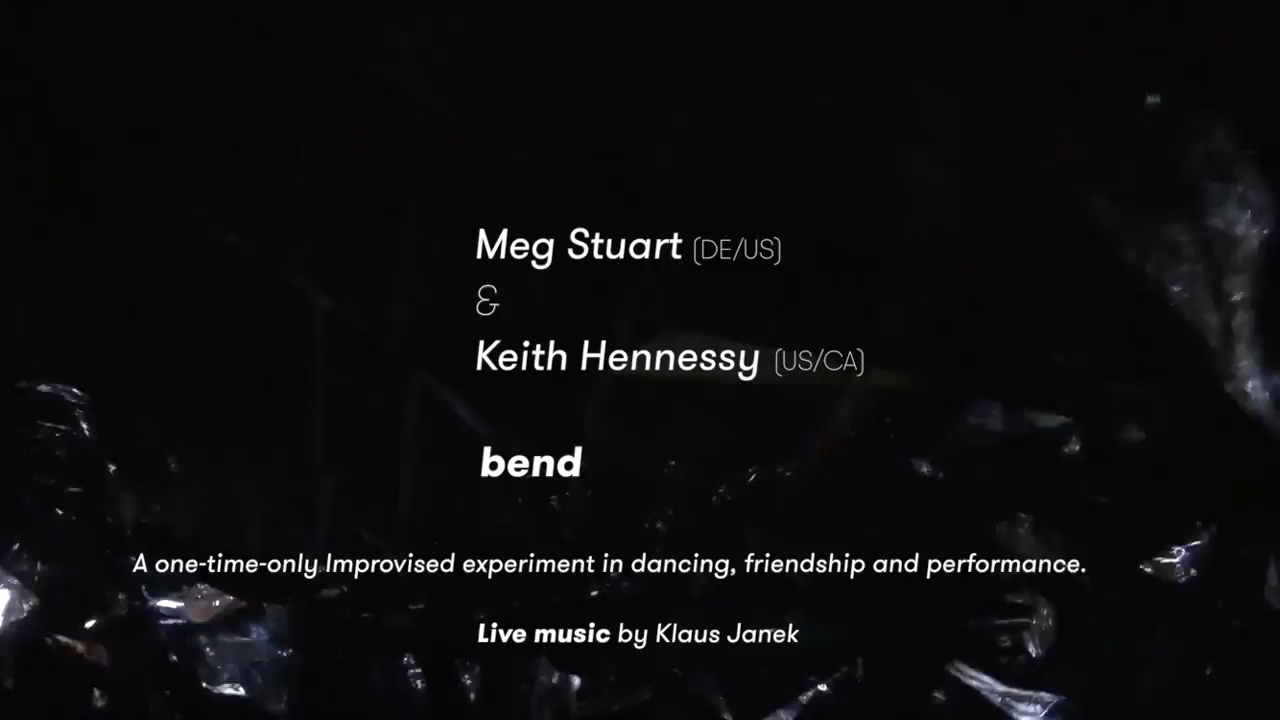 Meg Stuart (DE/US)
&
Keith Hennessy (US/CA)
bend
A one-time-only Improvised experiment in dancing, friendship and performance.
Live music by Klaus Janek